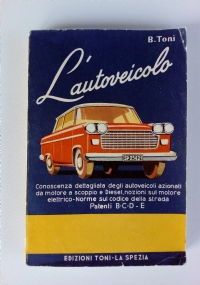 B. Toni
L'autoveicolo
Conoscenza dettagliata degli autoveicoli azionati
da motore a scoppio e Diesel, nozioni sul motore
elettrico - Norme sul codice della strada
Patenti B-C-D-E
EDIZIONI TONI - LA SPEZIA